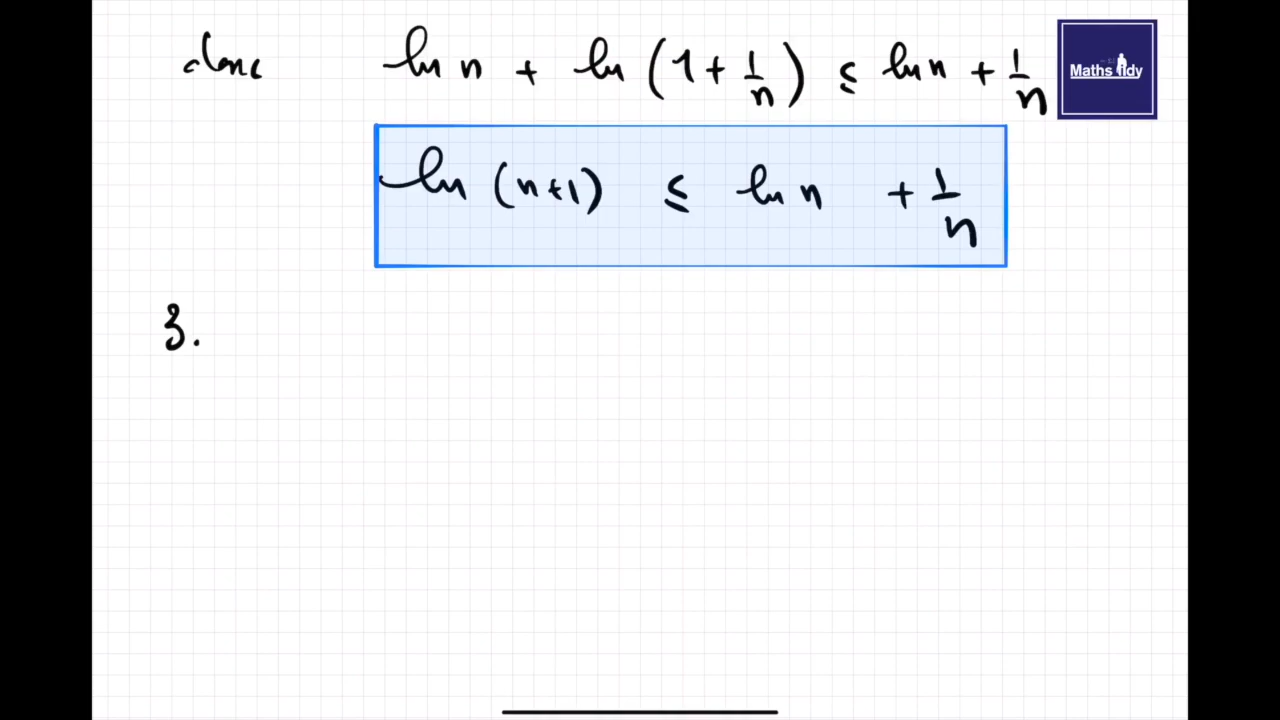 donc ln n + ln (1 + 1/n) ≤ ln n + 1/n
Maths
ln (n+1) ≤ ln n + 1/n
3.